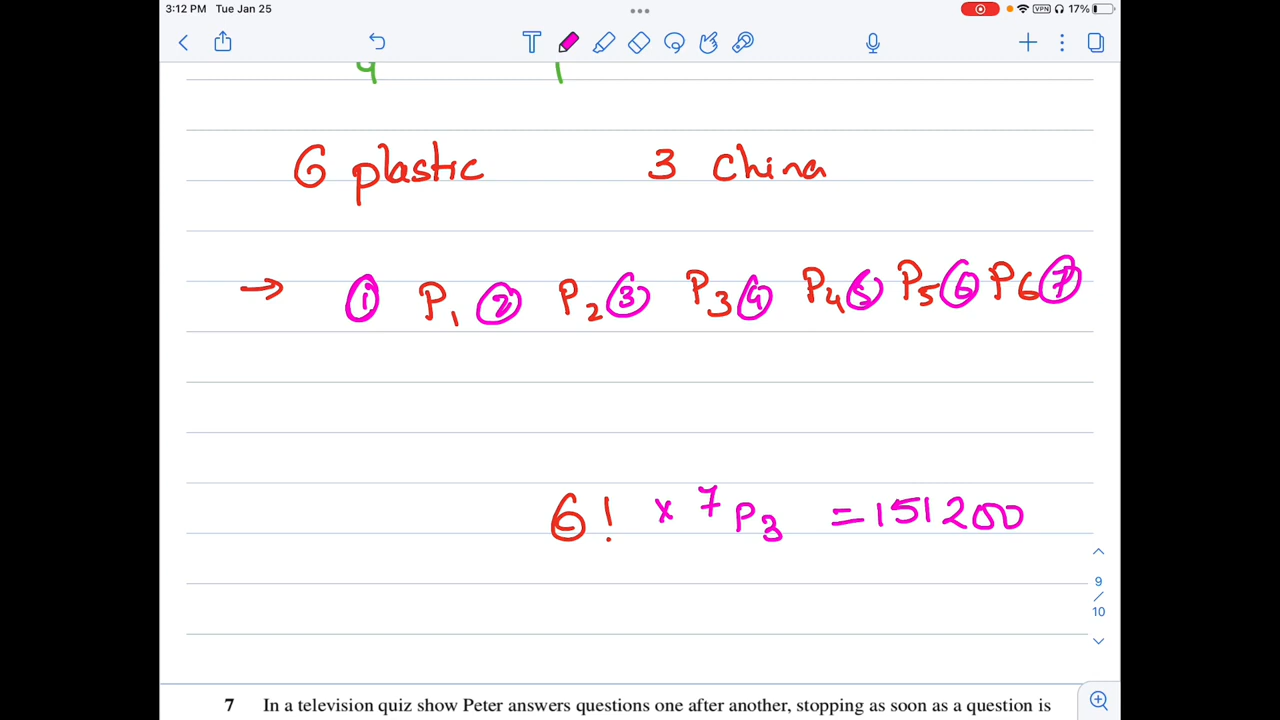 3:12 PM Tue Jan 25
VPN 17%
6 plastic 3 china
→ ① P₁ ② P₂ ③ P₃ ④ P₄ ⑤ P₅ ⑥ P₆ ⑦
6! × ⁷P₃ = 151200
9
/
10
7 In a television quiz show Peter answers questions one after another, stopping as soon as a question is